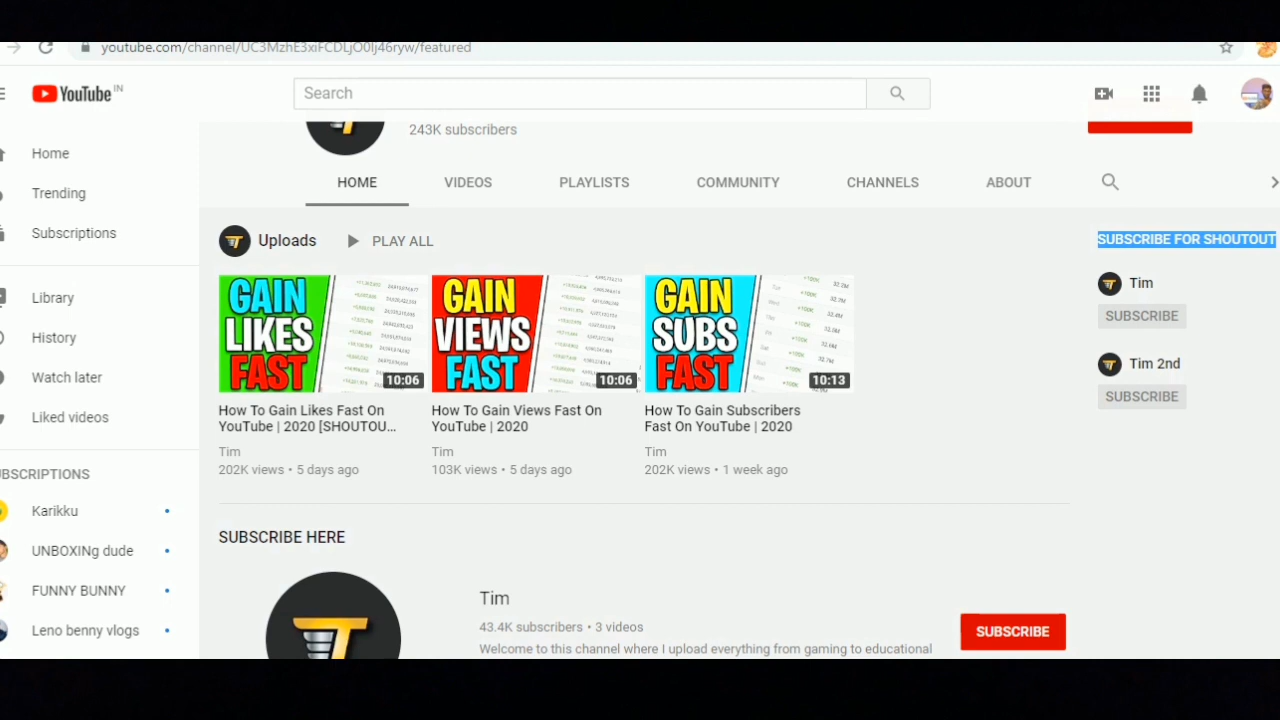 youtube.com/channel/UC3MzhE3xiFCDLjO0lj46ryw/featured
YouTube IN
Search
243K subscribers
Home
Trending
Subscriptions
Library
History
Watch later
Liked videos
Karikku
UNBOXINg dude
FUNNY BUNNY
Leno benny vlogs
HOME VIDEOS PLAYLISTS COMMUNITY CHANNELS ABOUT
Uploads PLAY ALL
GAIN
LIKES
FAST
10:06
How To Gain Likes Fast On
YouTube | 2020 [SHOUTOU...
Tim
202K views • 5 days ago
GAIN
VIEWS
FAST
10:06
How To Gain Views Fast On
YouTube | 2020
Tim
103K views • 5 days ago
GAIN
SUBS
FAST
10:13
How To Gain Subscribers
Fast On YouTube | 2020
Tim
202K views • 1 week ago
SUBSCRIBE FOR SHOUTOUT
Tim
SUBSCRIBE
Tim 2nd
SUBSCRIBE
SUBSCRIBE HERE
Tim
43.4K subscribers • 3 videos
Welcome to this channel where I upload everything from gaming to educational
SUBSCRIBE